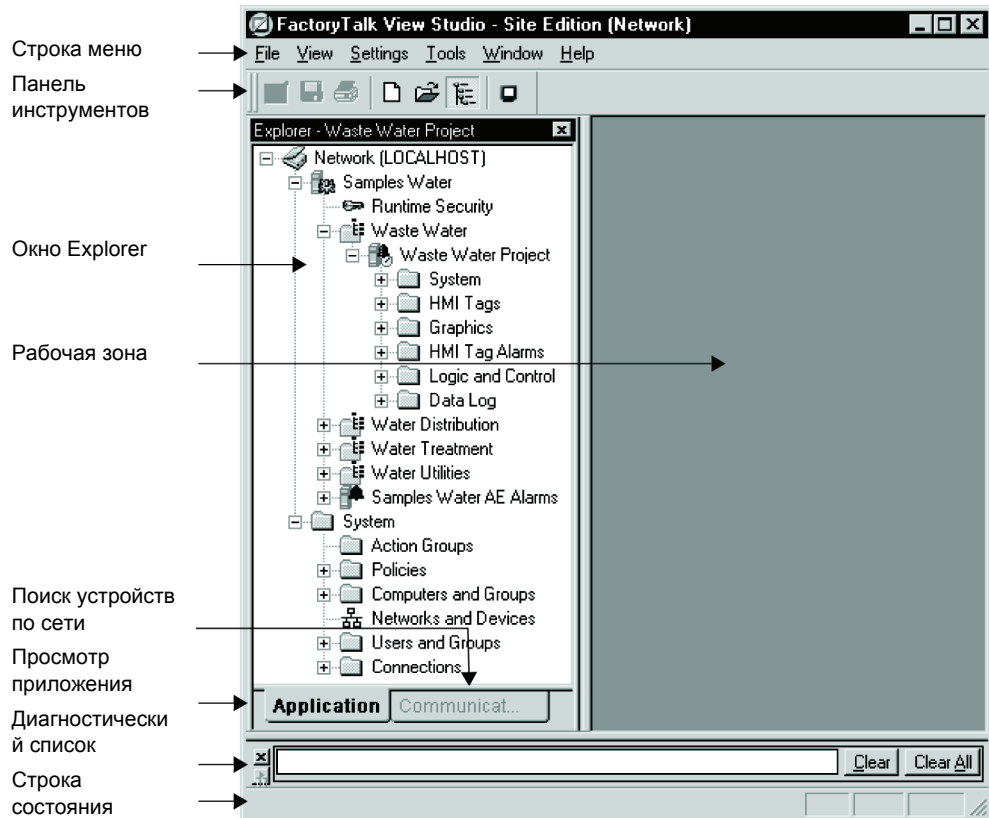 FactoryTalk View Studio - Site Edition (Network)
Строка меню
File View Settings Tools Window Help
Панель
инструментов
Explorer - Waste Water Project
Network (LOCALHOST)
Samples Water
Runtime Security
Waste Water
Окно Explorer
Waste Water Project
System
HMI Tags
Graphics
Рабочая зона
HMI Tag Alarms
Logic and Control
Data Log
Water Distribution
Water Treatment
Water Utilities
Samples Water AE Alarms
System
Action Groups
Policies
Поиск устройств
по сети
Computers and Groups
Networks and Devices
Users and Groups
Connections
Просмотр
приложения
Application Communicat...
Диагностически
й список
Clear Clear All
Строка
состояния